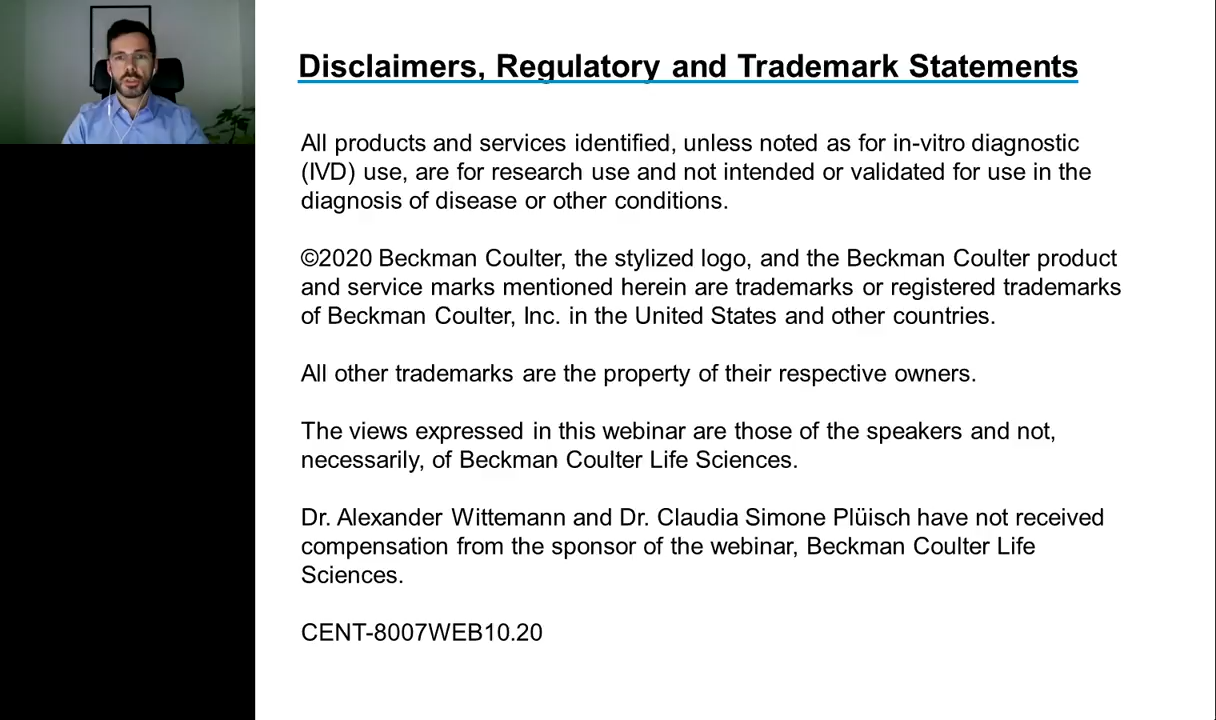 Disclaimers, Regulatory and Trademark Statements
All products and services identified, unless noted as for in-vitro diagnostic
(IVD) use, are for research use and not intended or validated for use in the
diagnosis of disease or other conditions.
©2020 Beckman Coulter, the stylized logo, and the Beckman Coulter product
and service marks mentioned herein are trademarks or registered trademarks
of Beckman Coulter, Inc. in the United States and other countries.
All other trademarks are the property of their respective owners.
The views expressed in this webinar are those of the speakers and not,
necessarily, of Beckman Coulter Life Sciences.
Dr. Alexander Wittemann and Dr. Claudia Simone Plüisch have not received
compensation from the sponsor of the webinar, Beckman Coulter Life
Sciences.
CENT-8007WEB10.20